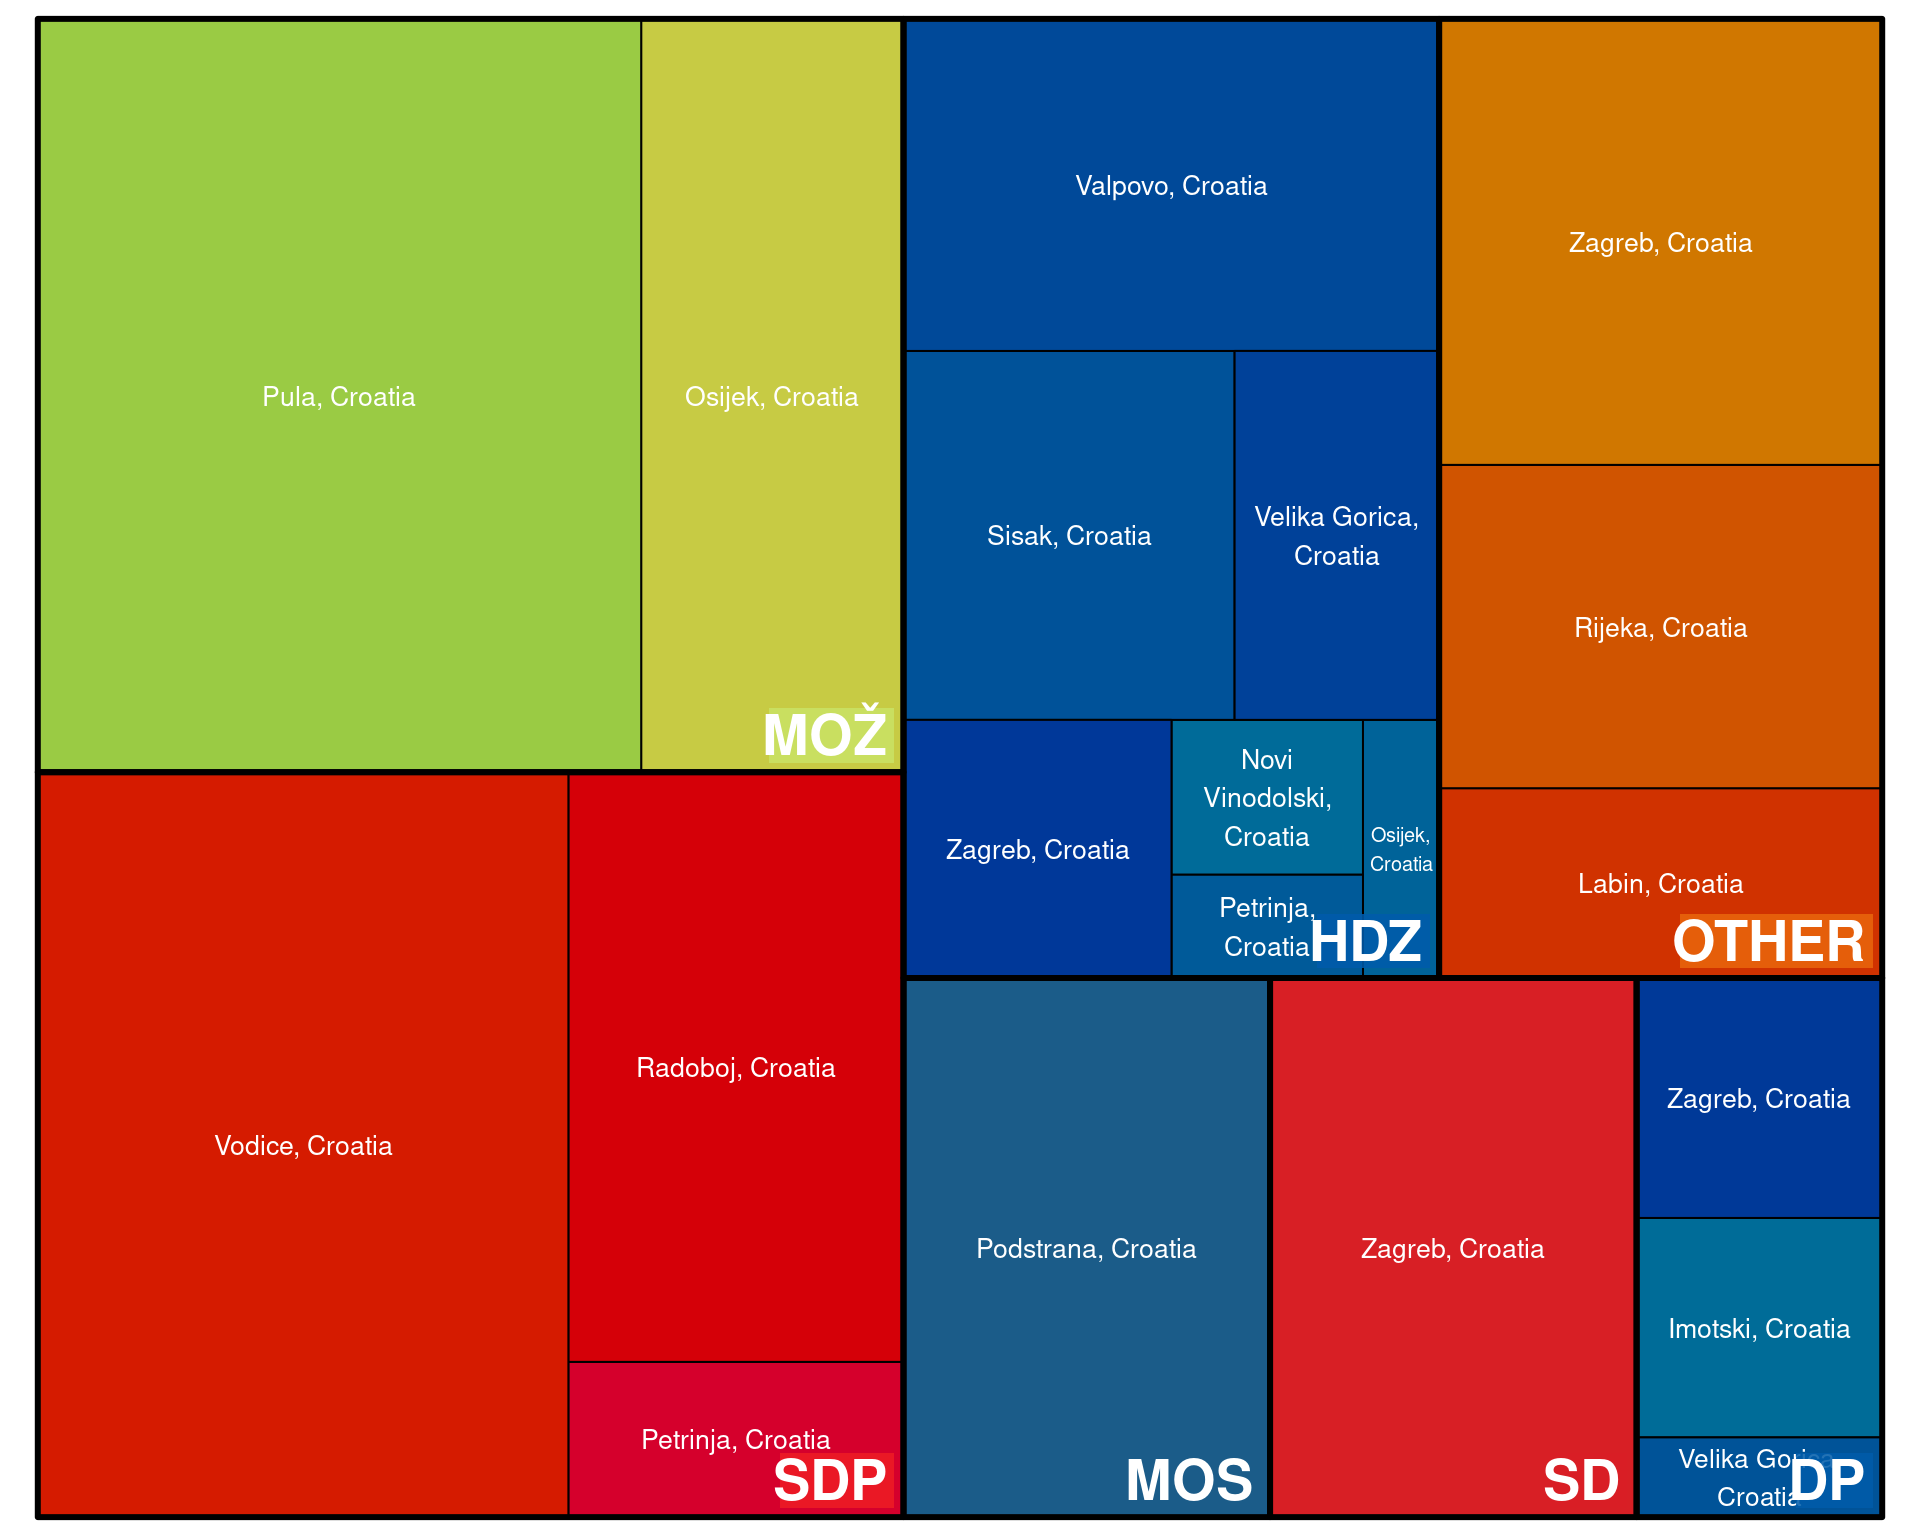 Pula, Croatia
Osijek, Croatia
MOŽ
Vodice, Croatia
Radoboj, Croatia
Petrinja, Croatia
SDP
Valpovo, Croatia
Sisak, Croatia
Velika Gorica,
Croatia
Zagreb, Croatia
Novi
Vinodolski,
Croatia
Petrinja,
Croatia
Osijek,
Croatia
HDZ
Zagreb, Croatia
Rijeka, Croatia
Labin, Croatia
OTHER
Podstrana, Croatia
MOS
Zagreb, Croatia
SD
Zagreb, Croatia
Imotski, Croatia
Velika Gorica,
Croatia
DP